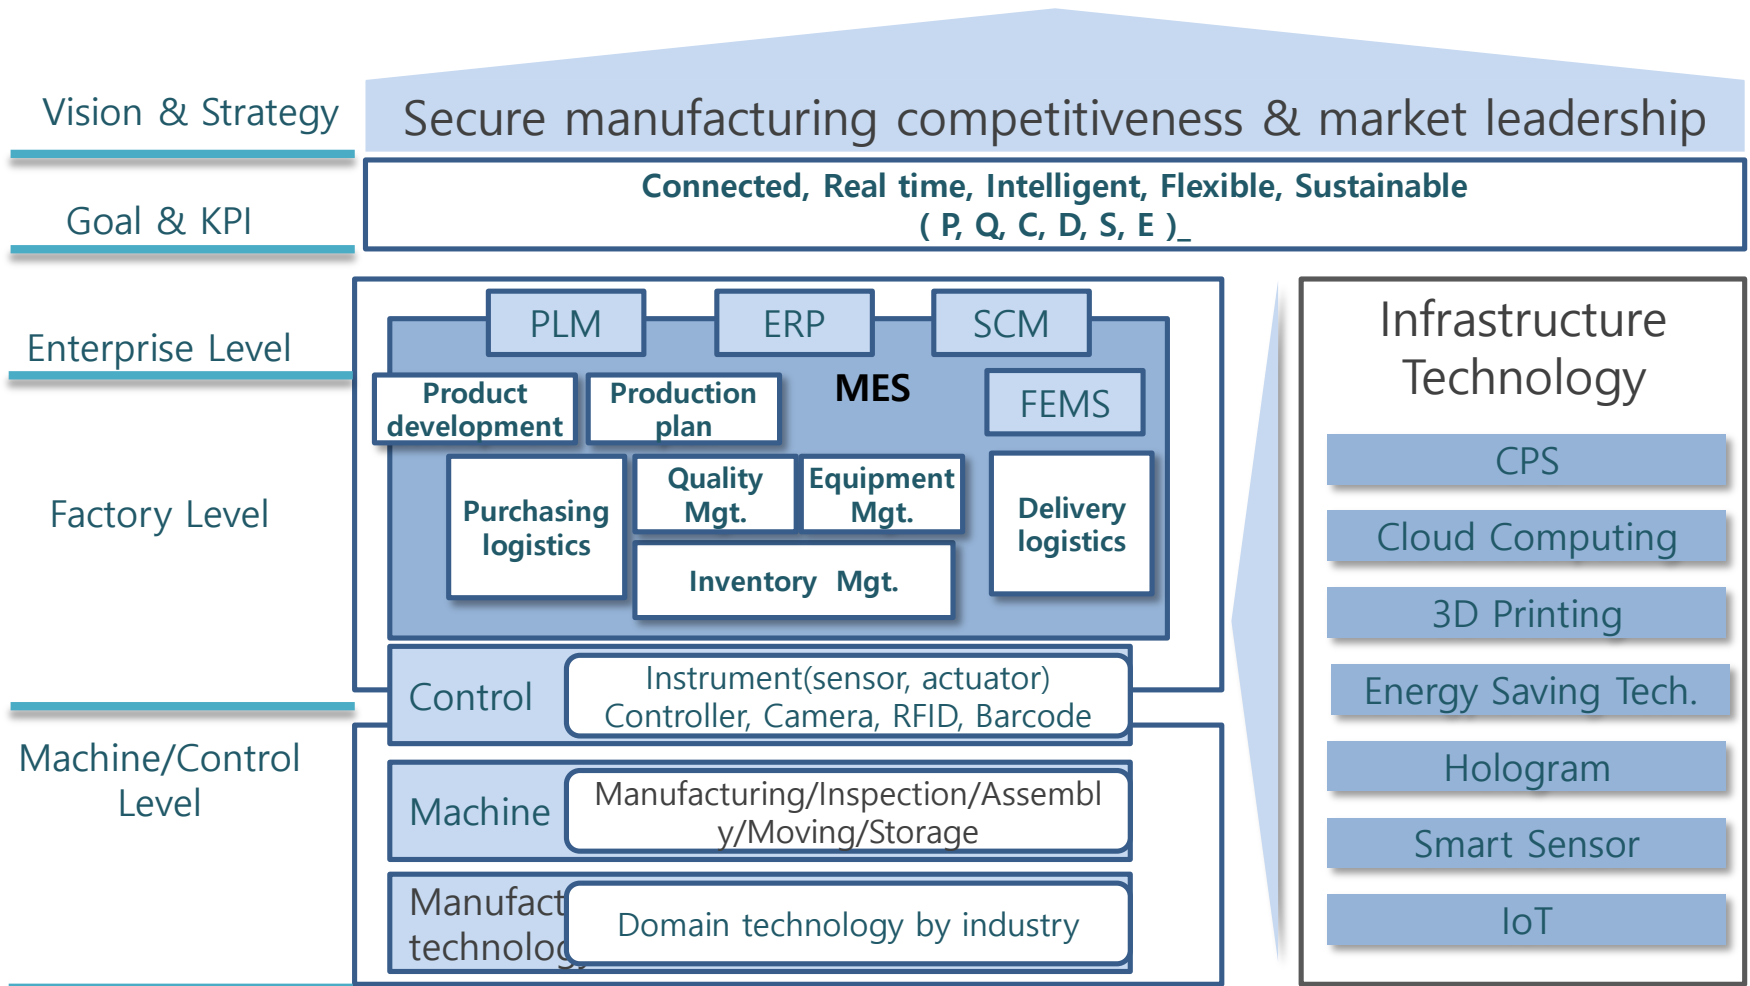 Vision & Strategy
Secure manufacturing competitiveness & market leadership
Goal & KPI
Connected, Real time, Intelligent, Flexible, Sustainable
( P, Q, C, D, S, E )_
Enterprise Level
PLM
ERP
SCM
MES
FEMS
Product
development
Production
plan
Factory Level
Purchasing
logistics
Quality
Mgt.
Equipment
Mgt.
Delivery
logistics
Inventory Mgt.
Machine/Control
Level
Control
Instrument(sensor, actuator)
Controller, Camera, RFID, Barcode
Machine
Manufacturing/Inspection/Assembl
y/Moving/Storage
Manufact
technolog
Domain technology by industry
Infrastructure
Technology
CPS
Cloud Computing
3D Printing
Energy Saving Tech.
Hologram
Smart Sensor
IoT